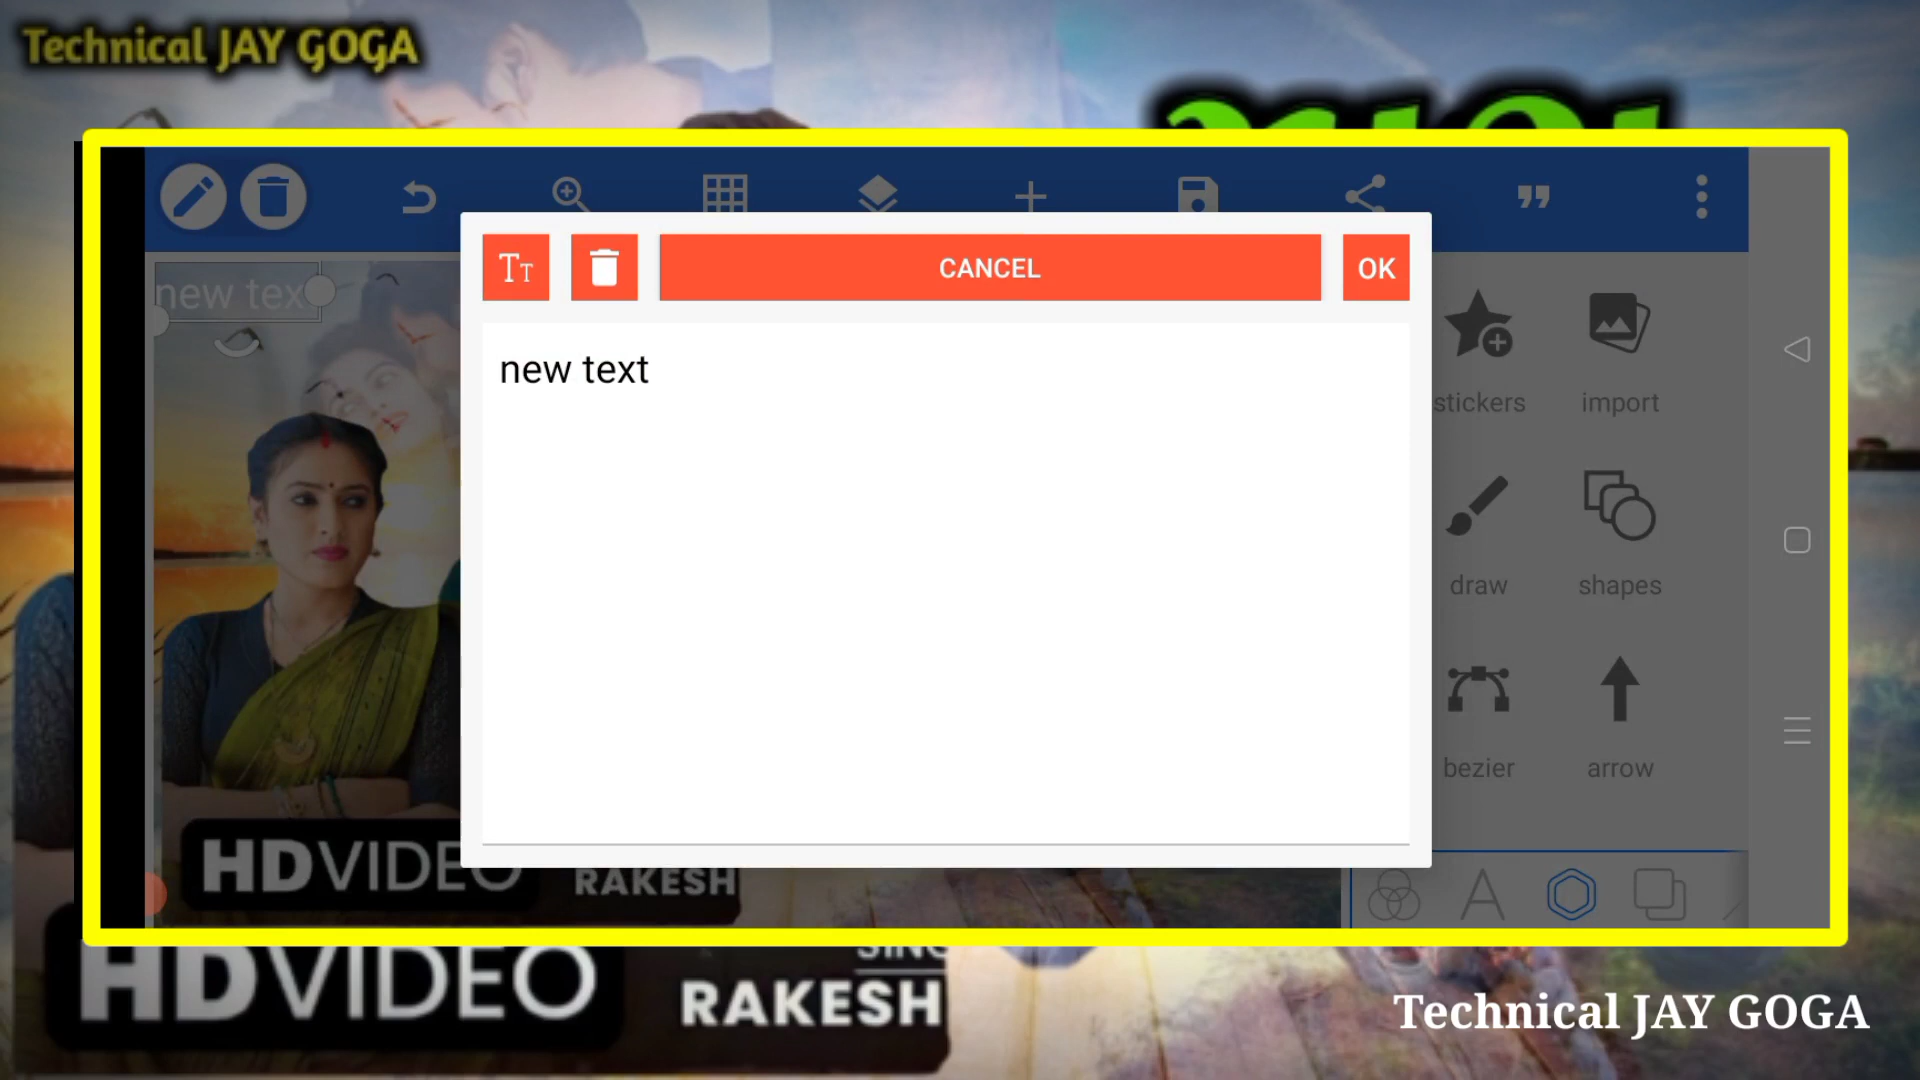 Technical JAY GOGA
CANCEL
OK
new tex
new text
stickers
import
draw
shapes
bezier
arrow
HDVIDEO
RAKESH
HDVIDEO
RAKESH
Technical JAY GOGA